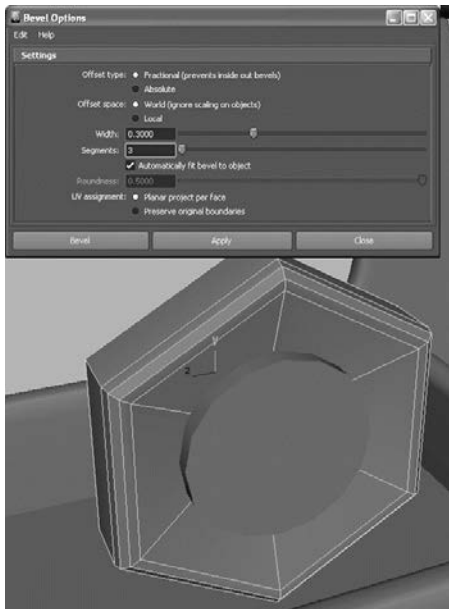 Bevel Options
Edit Help
Settings
Offset type: Fractional (prevents inside out bevels)
Absolute
Offset space: World (ignore scaling on objects)
Local
Width: 0.3000
Segments: 3
Automatically fit bevel to object
Roundness: 0.5000
UV assignment: Planar project per face
Preserve original boundaries
Bevel Apply Close
y
z